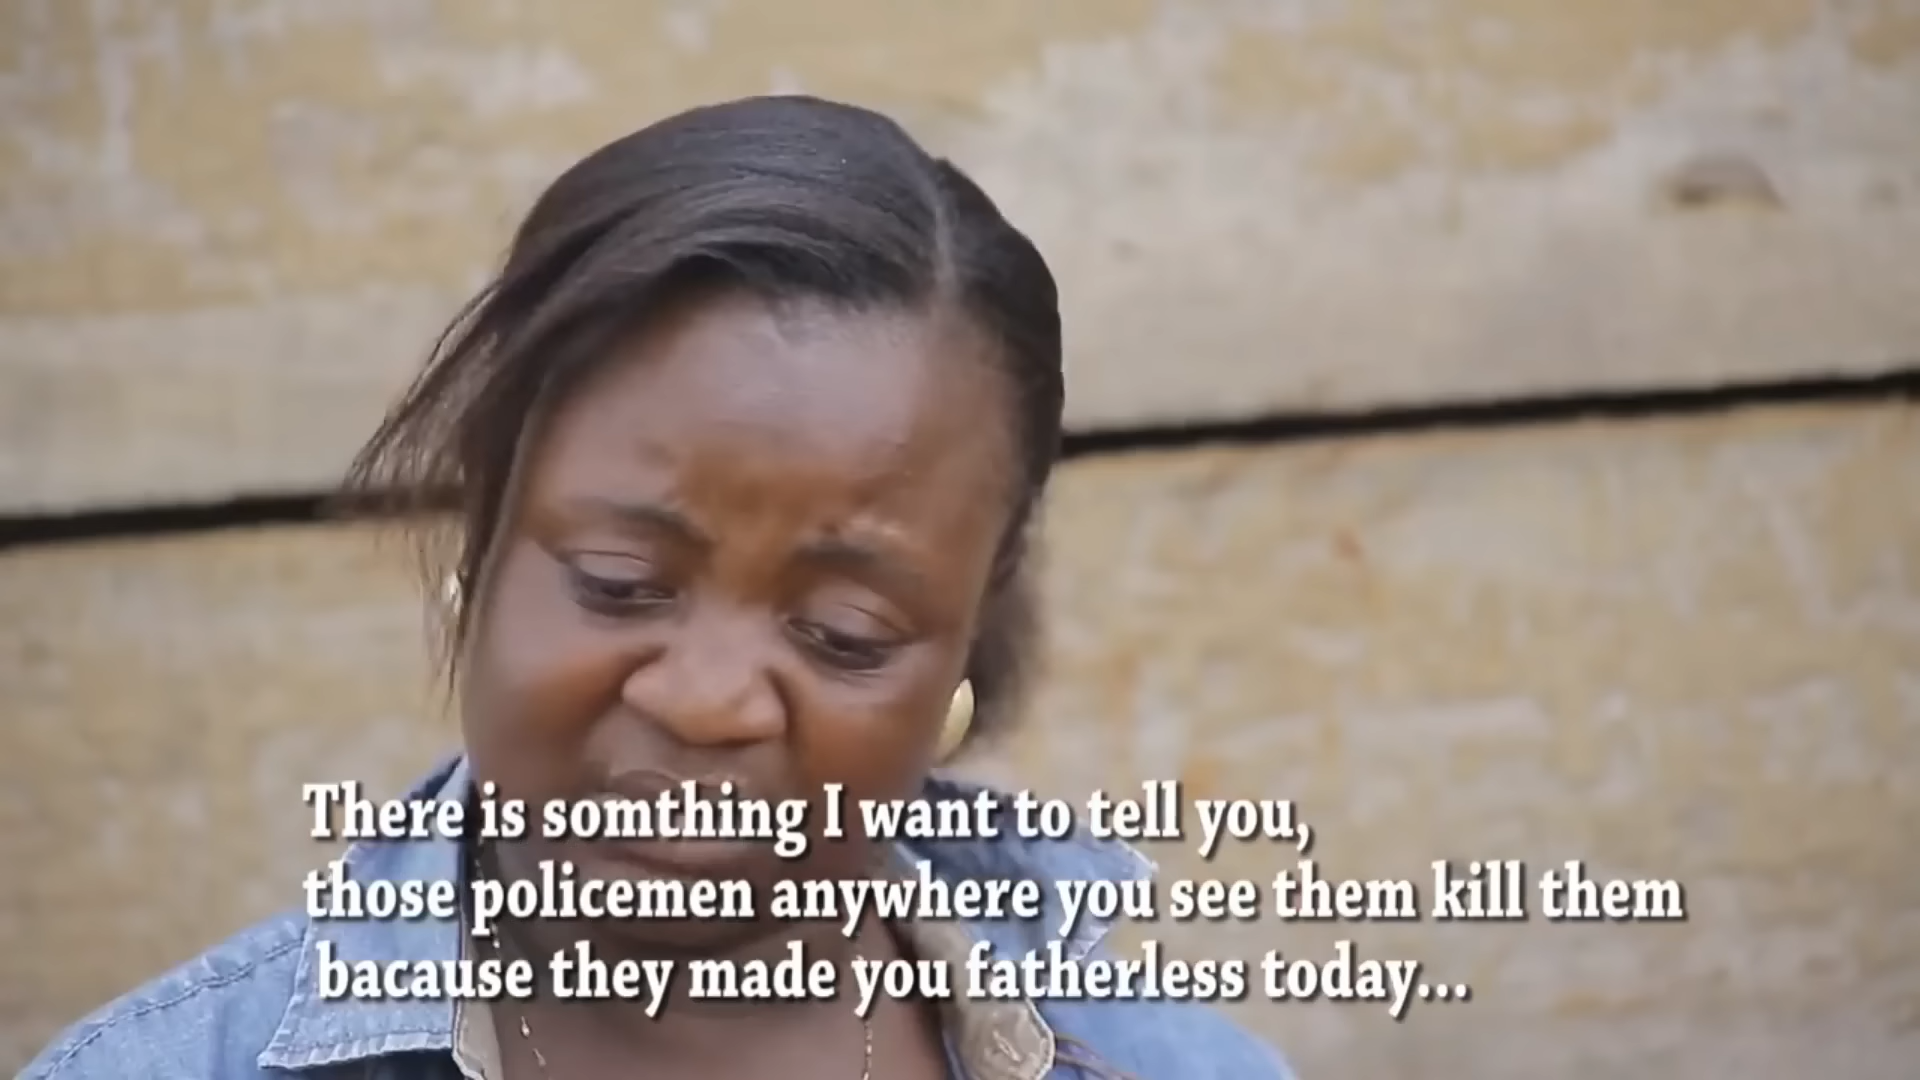 There is somthing I want to tell you,
those policemen anywhere you see them kill them
bacause they made you fatherless today...